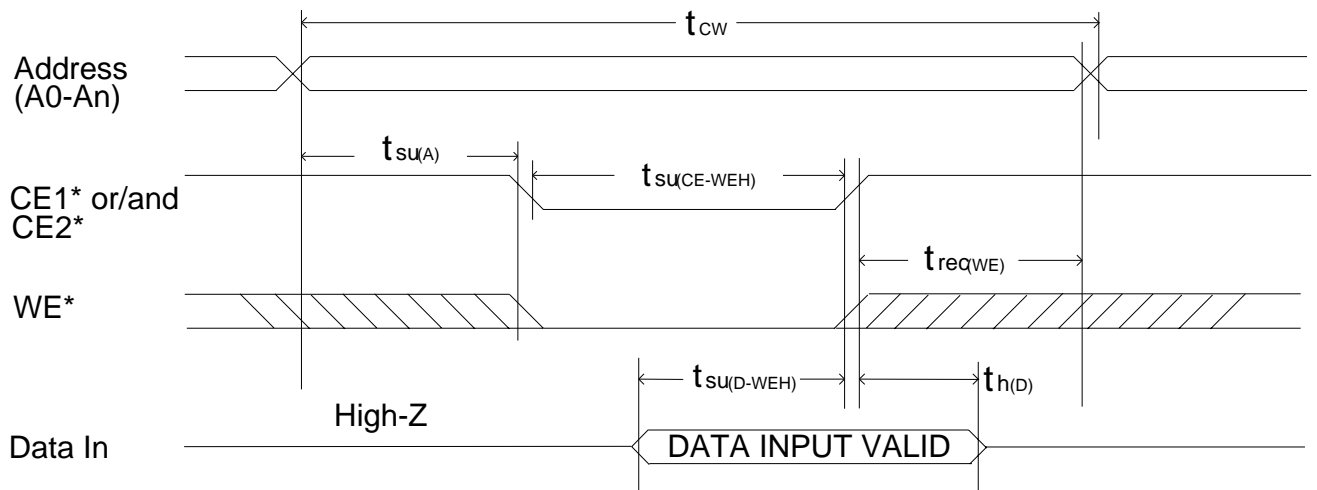 tCW
Address
(A0-An)
tsu(A)
tsu(CE-WEH)
CE1* or/and
CE2*
trec(WE)
WE*
tsu(D-WEH)
th(D)
High-Z
Data In
DATA INPUT VALID